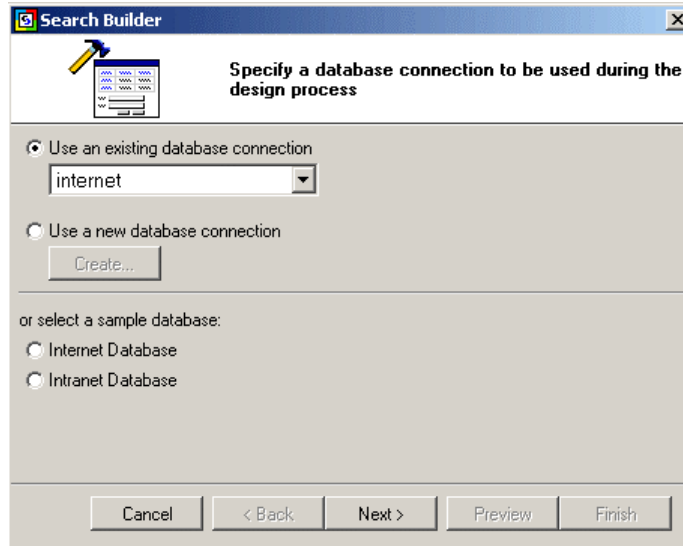 Search Builder
Specify a database connection to be used during the
design process
Use an existing database connection
internet
Use a new database connection
Create...
or select a sample database:
Internet Database
Intranet Database
Cancel
< Back
Next >
Preview
Finish